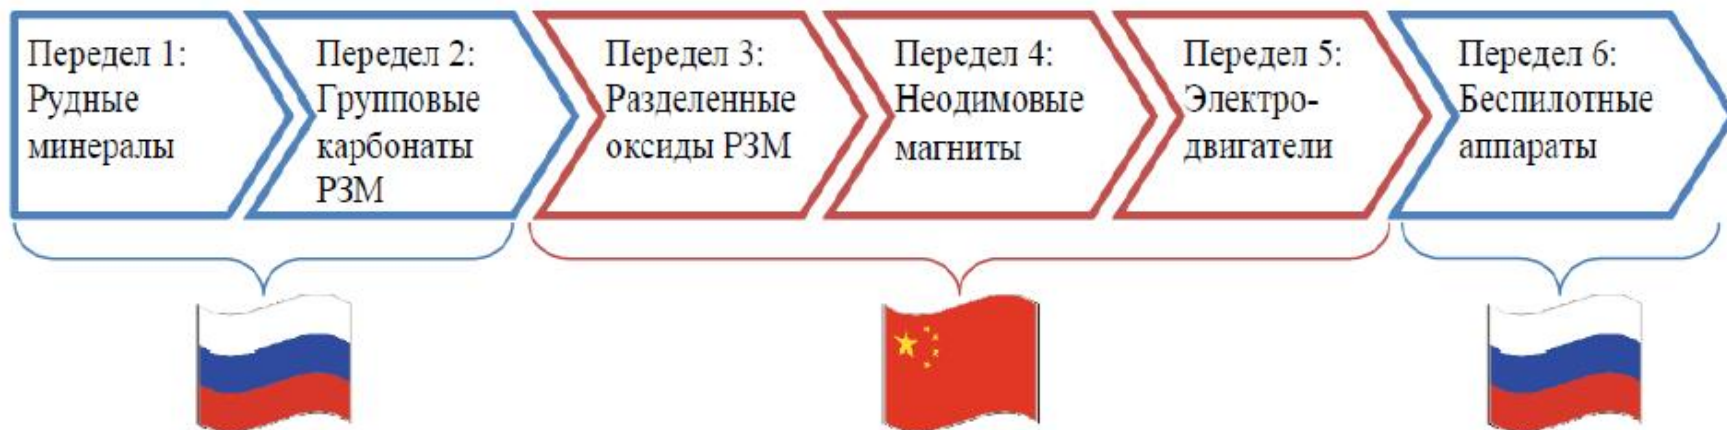 Передел 1:
Рудные
минералы
Передел 2:
Групповые
карбонаты
РЗМ
Передел 3:
Разделенные
оксиды РЗМ
Передел 4:
Неодимовые
магниты
Передел 5:
Электро-
двигатели
Передел 6:
Беспилотные
аппараты